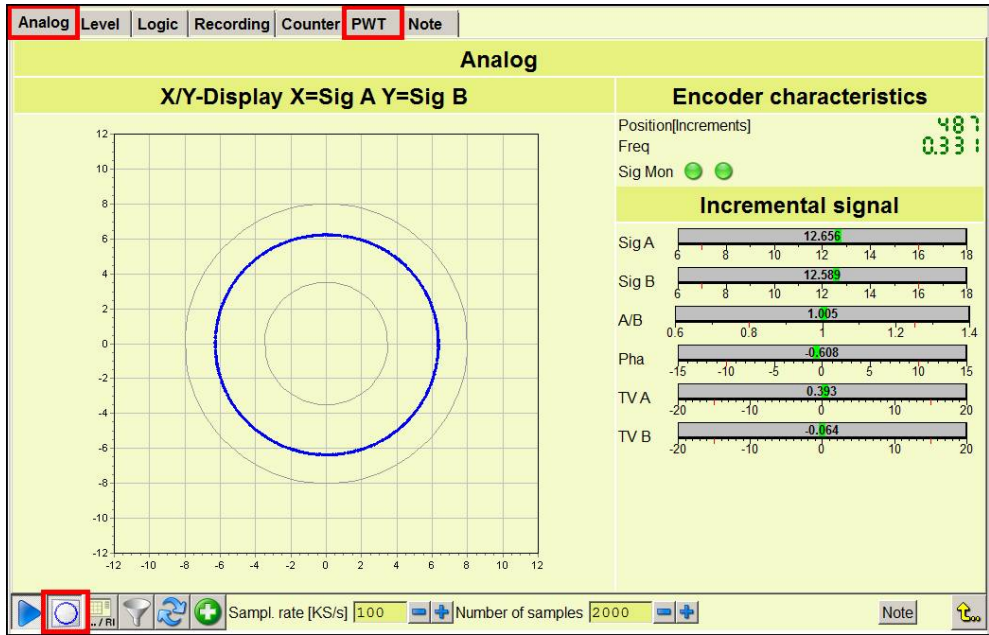 Analog Level Logic Recording Counter PWT Note
Analog
X/Y-Display X=Sig A Y=Sig B
12
10
8
6
4
2
0
-2
-4
-6
-8
-10
-12
-12 -10 -8 -6 -4 -2 0 2 4 6 8 10 12
Encoder characteristics
Position[Increments] 487
Freq 0.331
Sig Mon
Incremental signal
Sig A 12.656
6 8 10 12 14 16 18
Sig B 12.589
6 8 10 12 14 16 18
A/B 1.005
0.6 0.8 1 1.2 1.4
Pha -0.608
-15 -10 -5 0 5 10 15
TV A 0.393
-20 -10 0 10 20
TV B -0.064
-20 -10 0 10 20
../ RI Sampl. rate [KS/s] 100 Number of samples 2000 Note